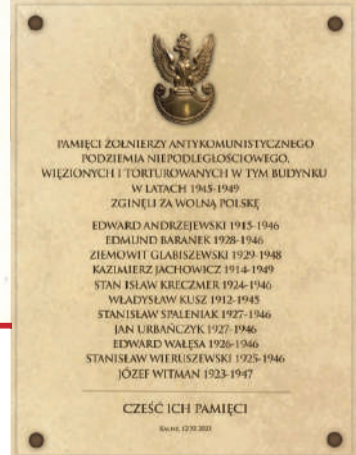 PAMIĘCI ŻOŁNIERZY ANTYKOMUNISTYCZNEGO
PODZIEMIA NIEPODLEGŁOŚCIOWEGO,
WIĘZIONYCH I TORTUROWANYCH W TYM BUDYNKU
W LATACH 1945-1949
ZGINĘLI ZA WOLNĄ POLSKĘ
EDWARD ANDRZEJEWSKI 1915-1946
EDMUND BARANEK 1928-1946
ZIEMOWIT GLABISZEWSKI 1929-1948
KAZIMIERZ JACHOWICZ 1914-1949
STAN ISŁAW KRECZMER 1924-1946
WŁADYSŁAW KUSZ 1912-1945
STANISŁAW SPALENIAK 1927-1946
JAN URBAŃCZYK 1927-1946
EDWARD WAŁĘSA 1926-1946
STANISŁAW WIERUSZEWSKI 1925-1946
JÓZEF WITMAN 1923-1947
CZEŚĆ ICH PAMIĘCI